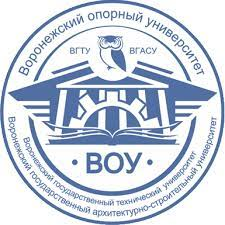 Воронежский опорный университет
ВГТУ
ВГАСУ
· ВОУ ·
Воронежский государственный технический университет
Воронежский государственный архитектурно-строительный университет